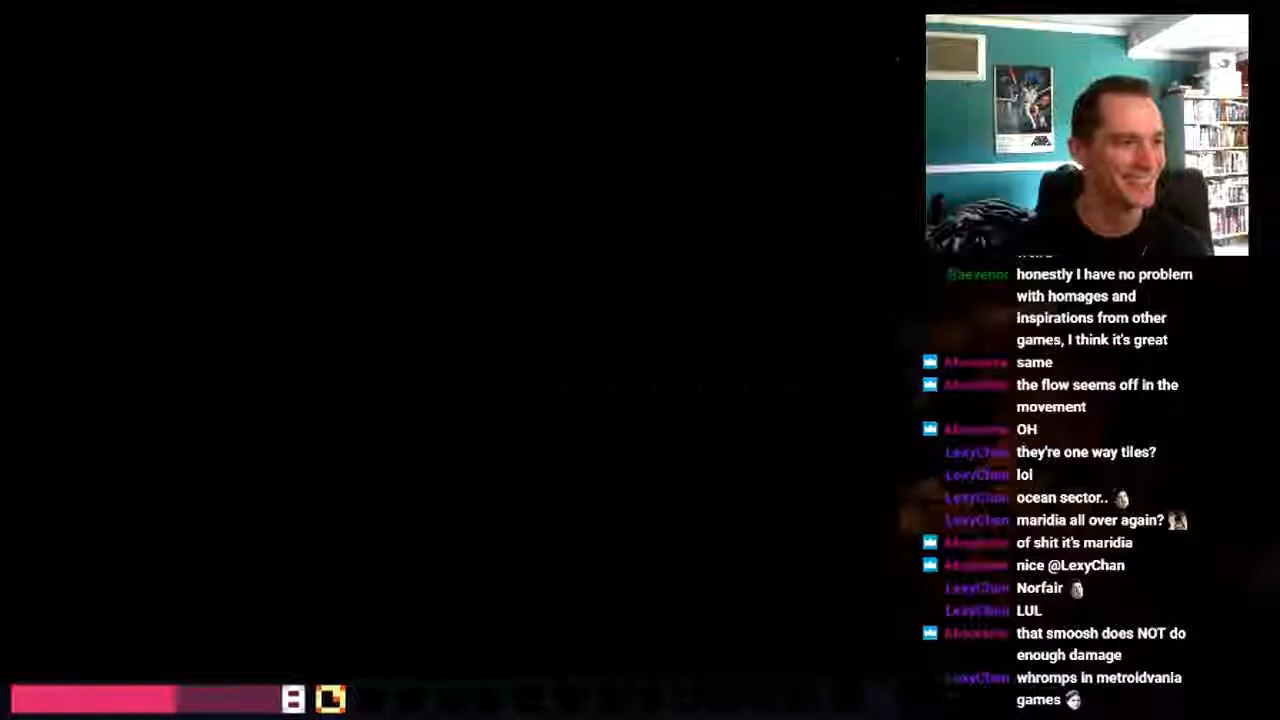 honestly I have no problem
with homages and
inspirations from other
games, I think it's great
same
the flow seems off in the
movement
OH
LexyChan they're one way tiles?
LexyChan lol
LexyChan ocean sector..
LexyChan maridia all over again?
of shit it's maridia
nice @LexyChan
LexyChan Norfair
LexyChan LUL
that smoosh does NOT do
enough damage
LexyChan whromps in metroidvania
games
8